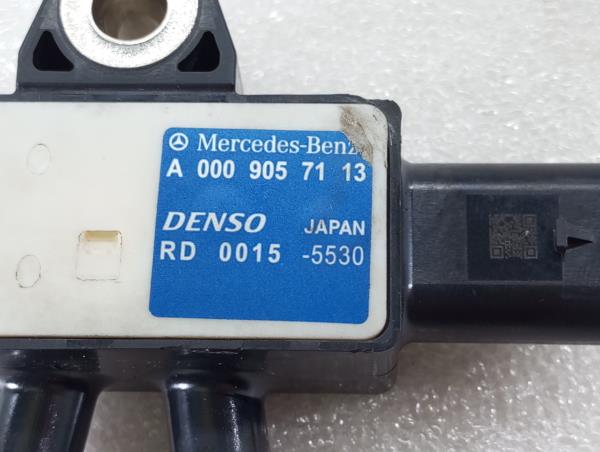 Mercedes-Benz
A 000 905 71 13
DENSO JAPAN
RD 0015 -5530